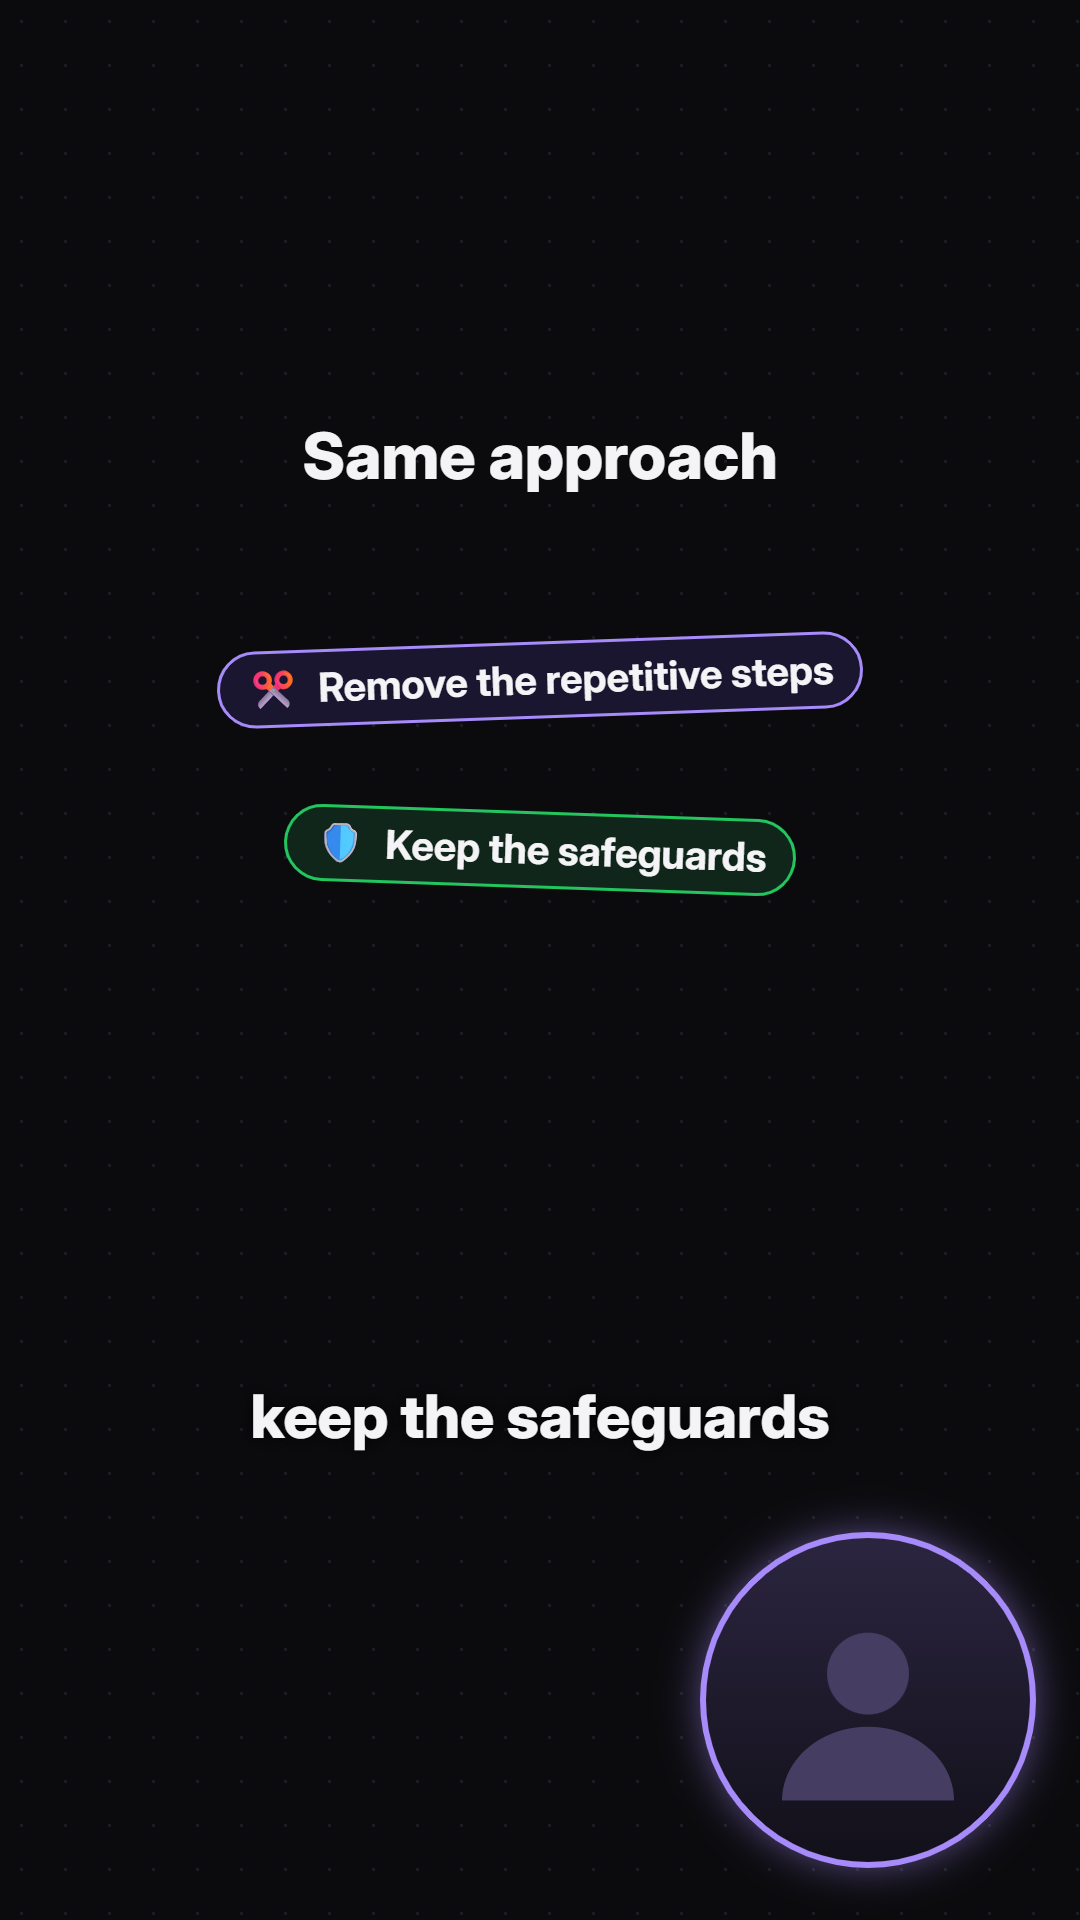 Same approach
Remove the repetitive steps
Keep the safeguards
keep the safeguards